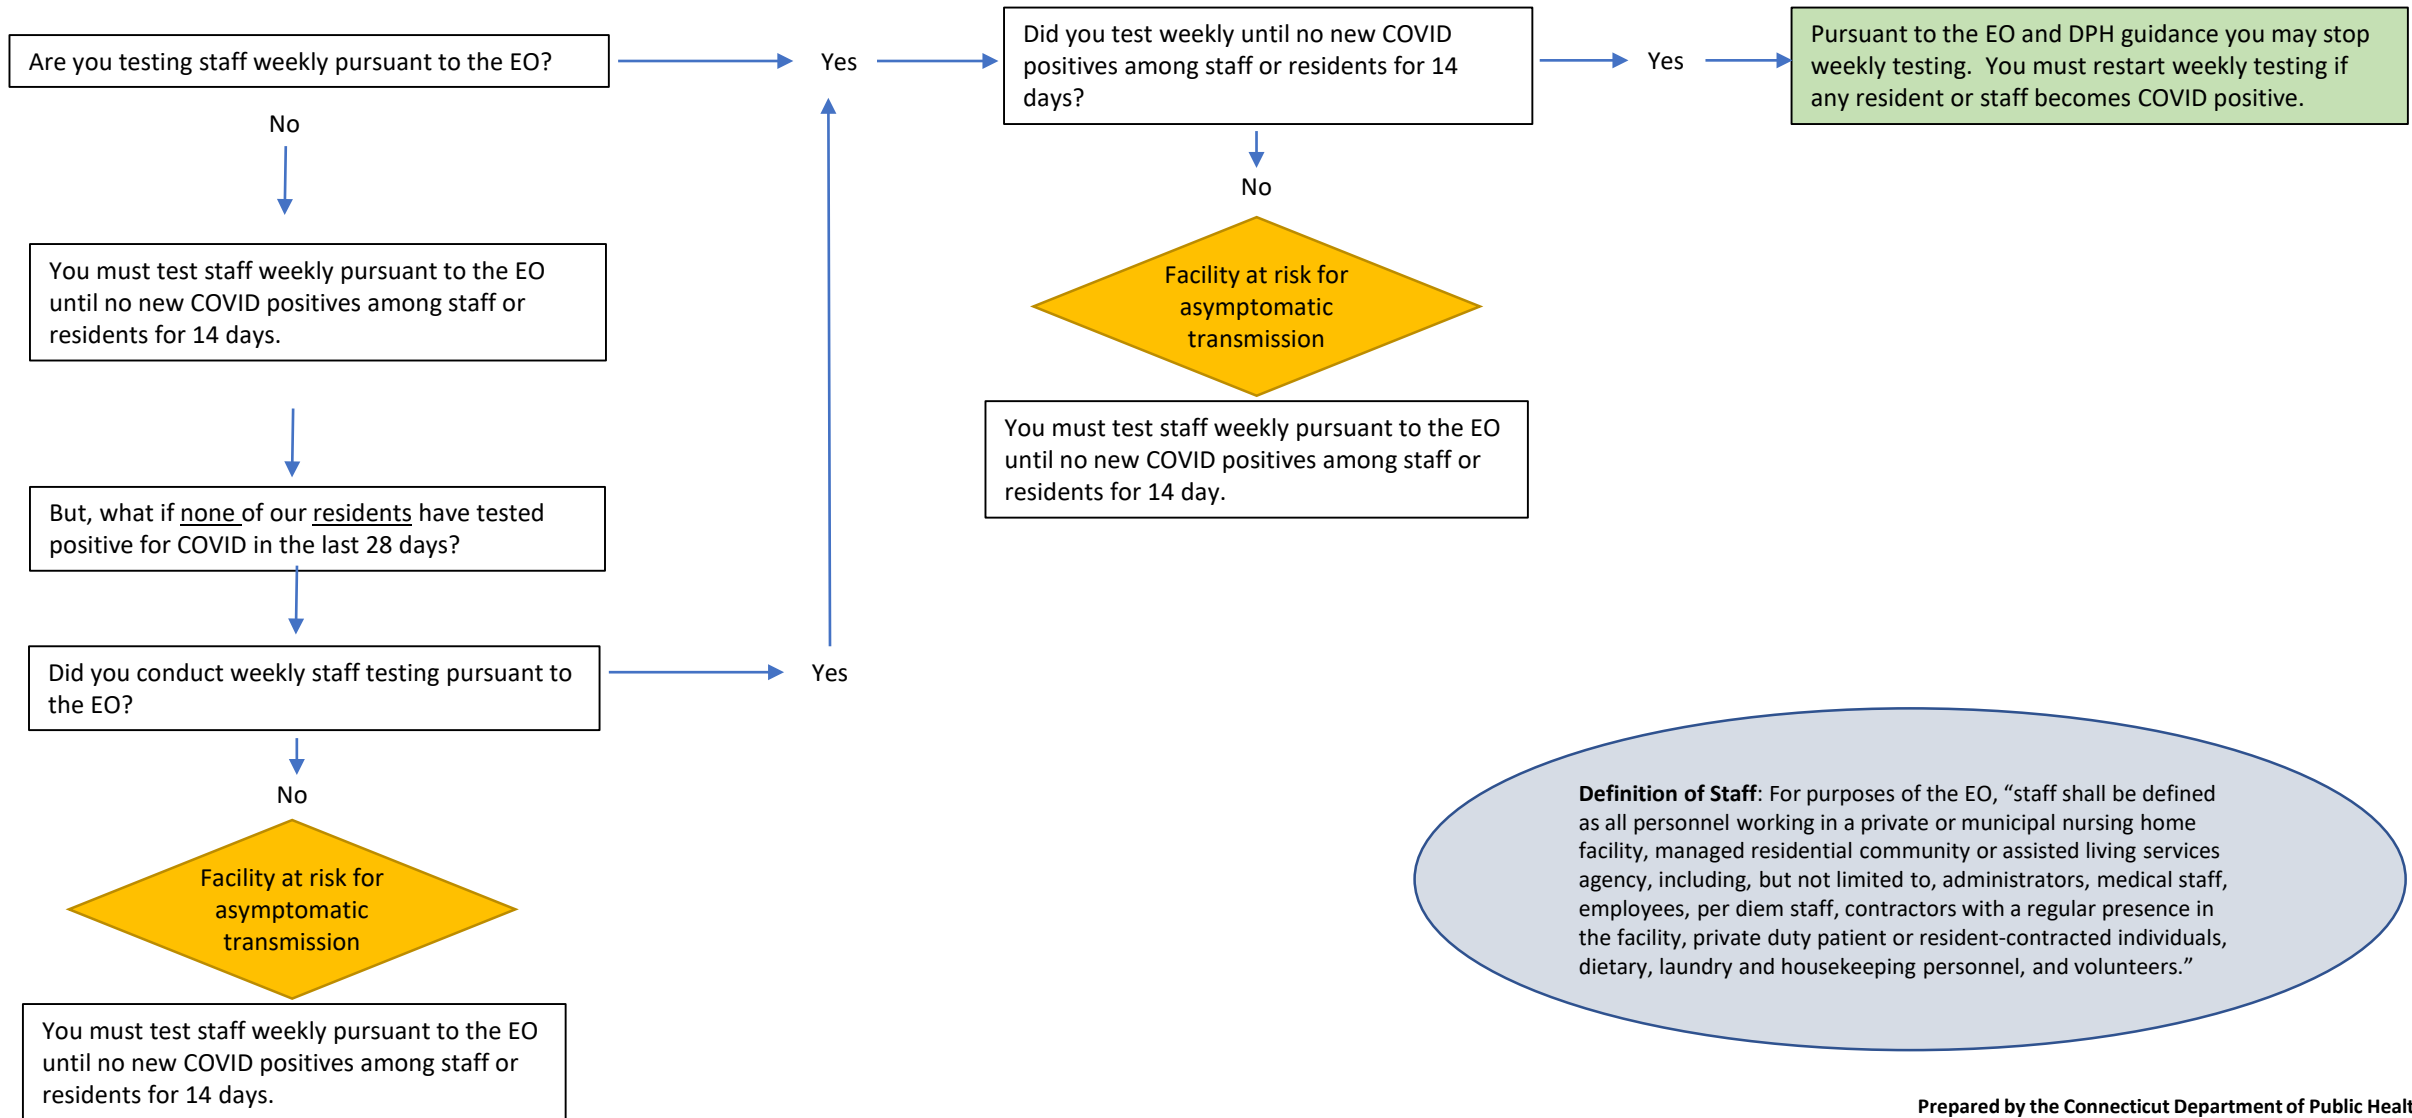 Are you testing staff weekly pursuant to the EO?
Yes
Did you test weekly until no new COVID
positives among staff or residents for 14
days?
Yes
Pursuant to the EO and DPH guidance you may stop
weekly testing. You must restart weekly testing if
any resident or staff becomes COVID positive.
No
No
You must test staff weekly pursuant to the EO
until no new COVID positives among staff or
residents for 14 days.
Facility at risk for
asymptomatic
transmission
You must test staff weekly pursuant to the EO
until no new COVID positives among staff or
residents for 14 day.
But, what if none of our residents have tested
positive for COVID in the last 28 days?
Did you conduct weekly staff testing pursuant to
the EO?
Yes
No
Facility at risk for
asymptomatic
transmission
You must test staff weekly pursuant to the EO
until no new COVID positives among staff or
residents for 14 days.
Definition of Staff: For purposes of the EO, “staff shall be defined
as all personnel working in a private or municipal nursing home
facility, managed residential community or assisted living services
agency, including, but not limited to, administrators, medical staff,
employees, per diem staff, contractors with a regular presence in
the facility, private duty patient or resident-contracted individuals,
dietary, laundry and housekeeping personnel, and volunteers.”
Prepared by the Connecticut Department of Public Healt